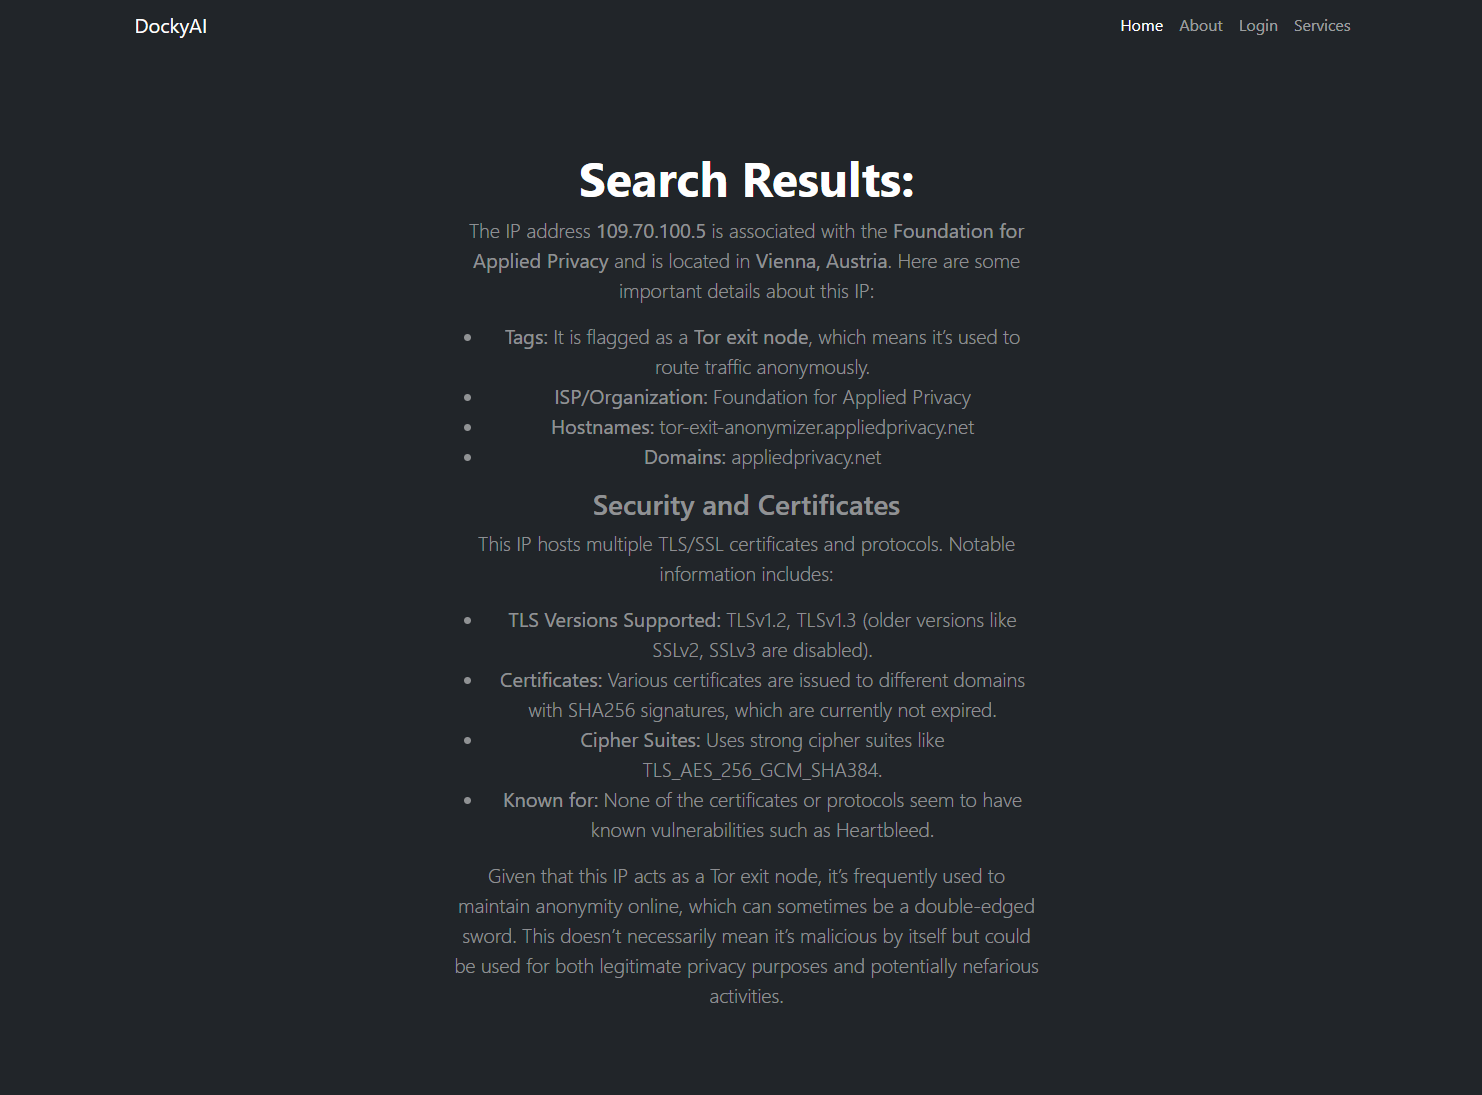 DockyAI
Home About Login Services
Search Results:
The IP address 109.70.100.5 is associated with the Foundation for
Applied Privacy and is located in Vienna, Austria. Here are some
important details about this IP:
• Tags: It is flagged as a Tor exit node, which means it’s used to
route traffic anonymously.
• ISP/Organization: Foundation for Applied Privacy
• Hostnames: tor-exit-anonymizer.appliedprivacy.net
• Domains: appliedprivacy.net
Security and Certificates
This IP hosts multiple TLS/SSL certificates and protocols. Notable
information includes:
• TLS Versions Supported: TLSv1.2, TLSv1.3 (older versions like
SSLv2, SSLv3 are disabled).
• Certificates: Various certificates are issued to different domains
with SHA256 signatures, which are currently not expired.
• Cipher Suites: Uses strong cipher suites like
TLS_AES_256_GCM_SHA384.
• Known for: None of the certificates or protocols seem to have
known vulnerabilities such as Heartbleed.
Given that this IP acts as a Tor exit node, it’s frequently used to
maintain anonymity online, which can sometimes be a double-edged
sword. This doesn’t necessarily mean it’s malicious by itself but could
be used for both legitimate privacy purposes and potentially nefarious
activities.